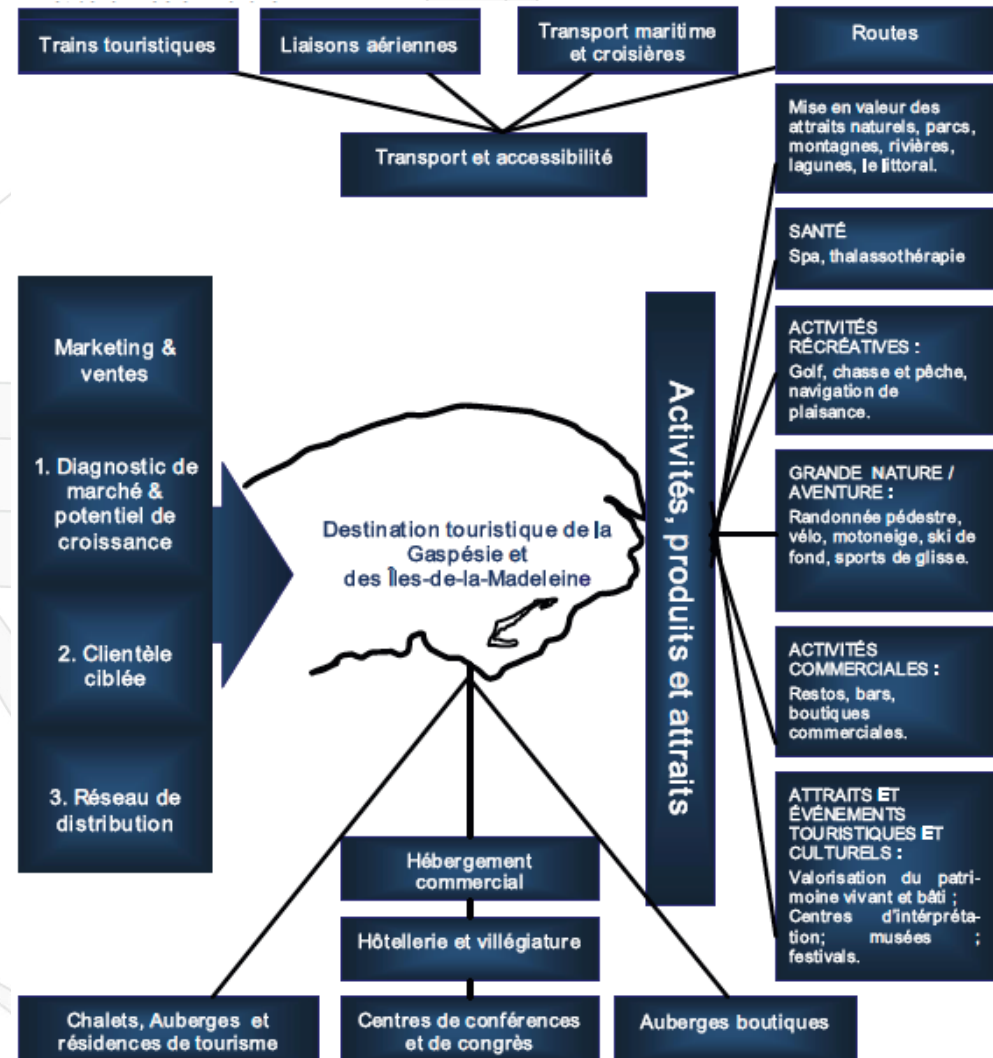 Trains touristiques
Liaisons aériennes
Transport maritime
et croisières
Routes
Transport et accessibilité
Mise en valeur des
attraits naturels, parcs,
montagnes, rivières,
lagunes, le littoral.
SANTÉ
Spa, thalassothérapie
ACTIVITÉS
RÉCRÉATIVES :
Golf, chasse et pêche,
navigation de
plaisance.
GRANDE NATURE /
AVENTURE :
Randonnée pédestre,
vélo, motoneige, ski de
fond, sports de glisse.
ACTIVITÉS
COMMERCIALES :
Restos, bars,
boutiques
commerciales.
ATTRAITS ET
ÉVÉNEMENTS
TOURISTIQUES ET
CULTURELS :
Valorisation du patri-
moine vivant et bâti ;
Centres d'intérpréta-
tion; musées ;
festivals.
Activités, produits et attraits
Marketing &
ventes
1. Diagnostic de
marché &
potentiel de
croissance
2. Clientèle
ciblée
3. Réseau de
distribution
Destination touristique de la
Gaspésie et
des Îles-de-la-Madeleine
Hébergement
commercial
Hôtellerie et villégiature
Chalets, Auberges et
résidences de tourisme
Centres de conférences
et de congrès
Auberges boutiques